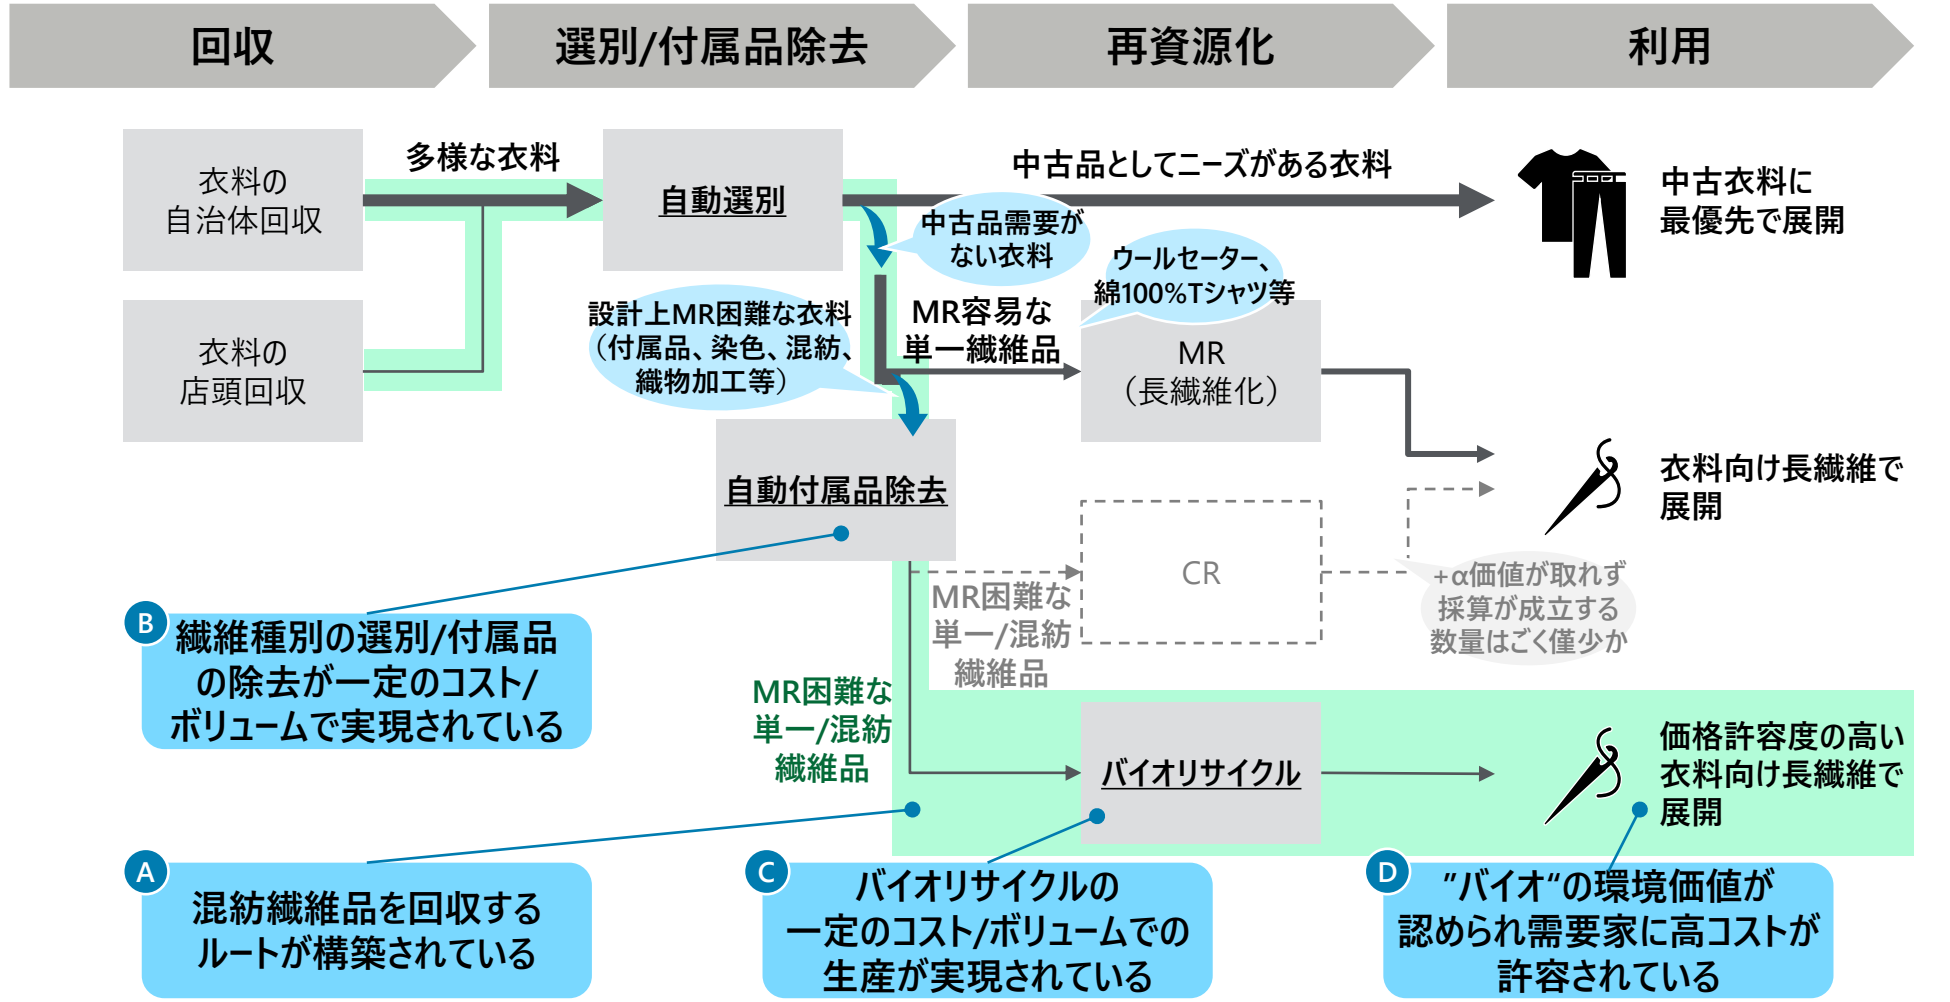 回収
選別/付属品除去
再資源化
利用
衣料の
自治体回収
多様な衣料
自動選別
中古品としてニーズがある衣料
中古衣料に
最優先で展開
中古品需要が
ない衣料
ウールセーター、
綿100%Tシャツ等
衣料の
店頭回収
設計上MR困難な衣料
（付属品、染色、混紡、
織物加工等）
MR容易な
単一繊維品
MR
（長繊維化）
衣料向け長繊維で
展開
自動付属品除去
CR
MR困難な
単一/混紡
繊維品
+α価値が取れず
採算が成立する
数量はごく僅少か
B
繊維種別の選別/付属品
の除去が一定のコスト/
ボリュームで実現されている
MR困難な
単一/混紡
繊維品
バイオリサイクル
価格許容度の高い
衣料向け長繊維で
展開
A
混紡繊維品を回収する
ルートが構築されている
C
バイオリサイクルの
一定のコスト/ボリュームでの
生産が実現されている
D
”バイオ“の環境価値が
認められ需要家に高コストが
許容されている